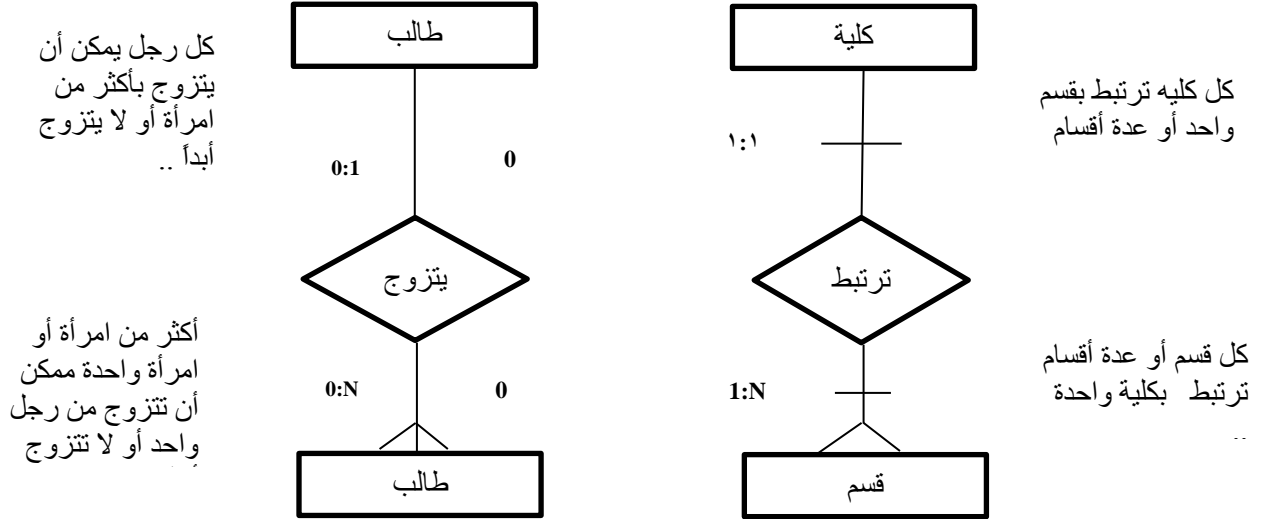 كلية
كل كليه ترتبط بقسم
واحد أو عدة أقسام
١:١
ترتبط
كل قسم أو عدة أقسام
ترتبط بكلية واحدة
..
1:N
قسم
طالب
كل رجل يمكن أن
يتزوج بأكثر من
امرأة أو لا يتزوج
أبداً ..
0:1
0
يتزوج
أكثر من امرأة أو
امرأة واحدة ممكن
أن تتزوج من رجل
واحد أو لا تتزوج
0:N
0
طالب